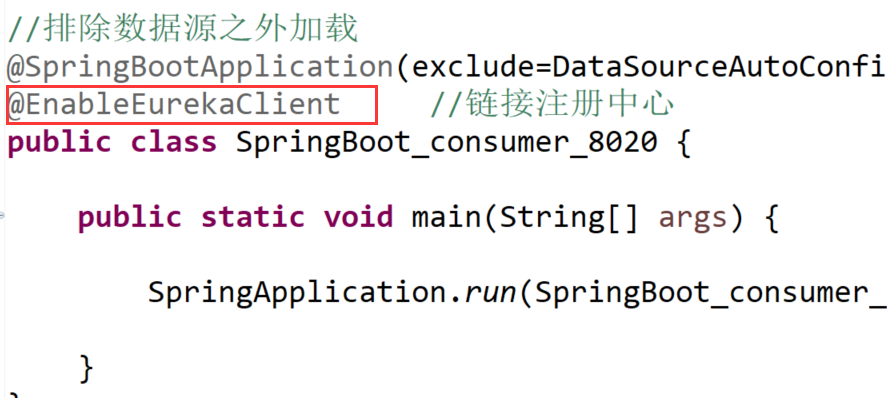 //排除数据源之外加载
@SpringBootApplication(exclude=DataSourceAutoConfi
@EnableEurekaClient //链接注册中心
public class SpringBoot_consumer_8020 {
public static void main(String[] args) {
SpringApplication.run(SpringBoot_consumer_
}